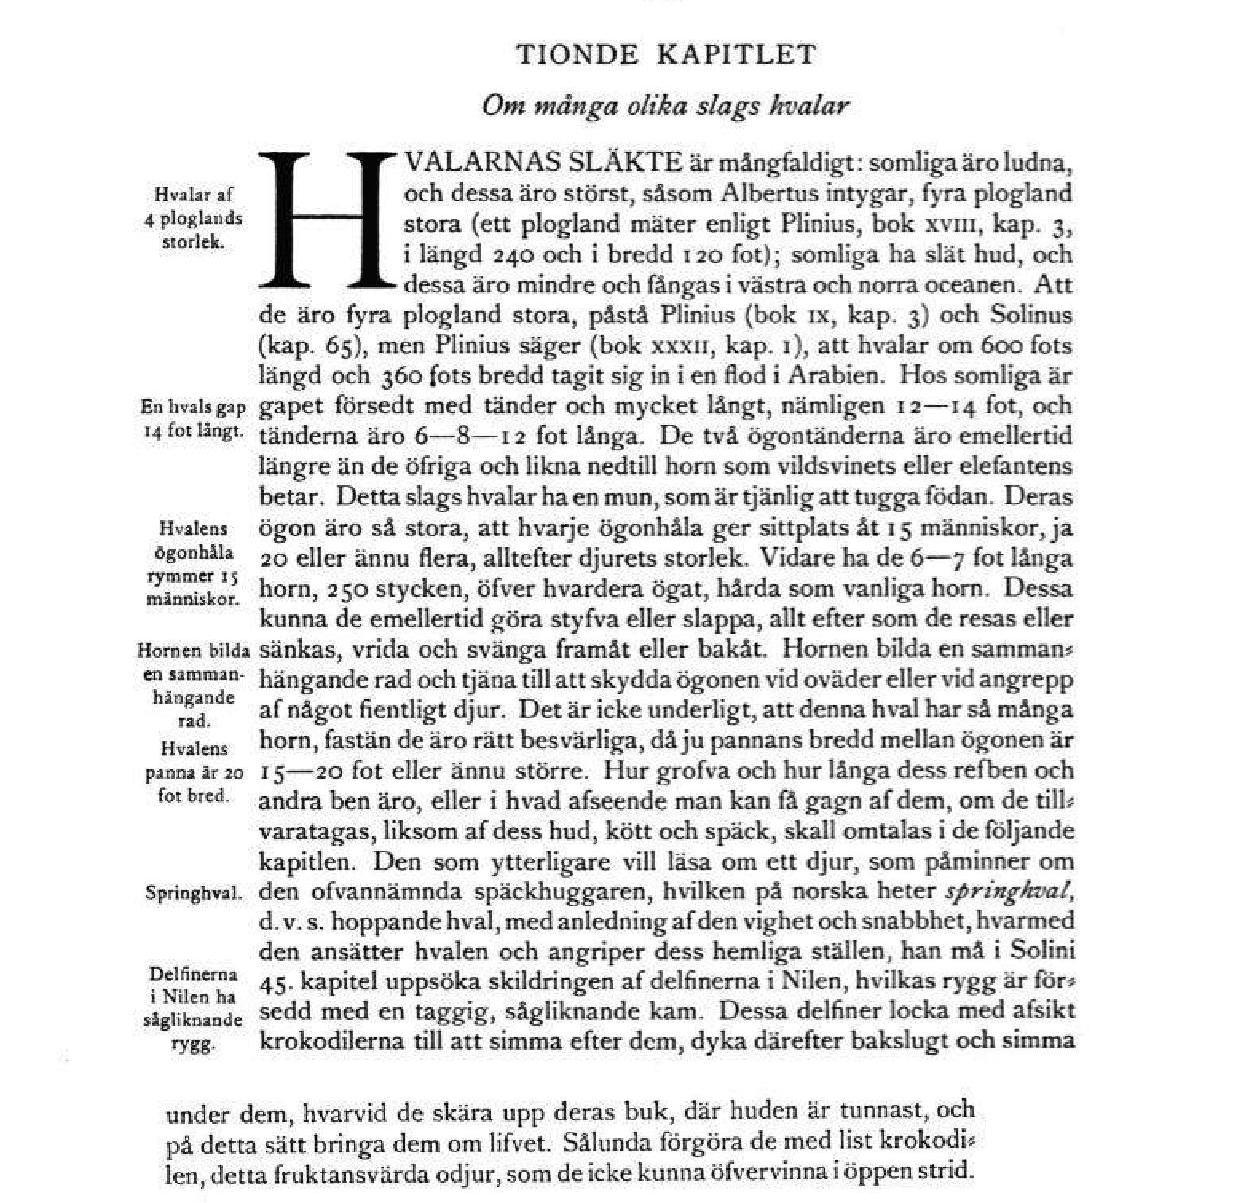 TIONDE KAPITLET
Om många olika slags hvalar
HVALARNAS SLÄKTE är mångfaldigt: somliga äro ludna,
och dessa äro störst, såsom Albertus intygar, fyra plogland
stora (ett plogland mäter enligt Plinius, bok XVIII, kap. 3,
i längd 240 och i bredd 120 fot); somliga ha slät hud, och
dessa äro mindre och fångas i västra och norra oceanen. Att
de äro fyra plogland stora, påstå Plinius (bok IX, kap. 3) och Solinus
(kap. 65), men Plinius säger (bok XXXII, kap. 1), att hvalar om 600 fots
längd och 360 fots bredd tagit sig in i en flod i Arabien. Hos somliga är
gapet försedt med tänder och mycket långt, nämligen 12—14 fot, och
tänderna äro 6—8—12 fot långa. De två ögontänderna äro emellertid
längre än de öfriga och likna nedtill horn som vildsvinets eller elefantens
betar. Detta slags hvalar ha en mun, som är tjänlig att tugga födan. Deras
ögon äro så stora, att hvarje ögonhåla ger sittplats åt 15 människor, ja
20 eller ännu flera, alltefter djurets storlek. Vidare ha de 6—7 fot långa
horn, 250 stycken, öfver hvardera ögat, hårda som vanliga horn. Dessa
kunna de emellertid göra styfva eller slappa, allt efter som de resas eller
sänkas, vrida och svänga framåt eller bakåt. Hornen bilda en samman-
hängande rad och tjäna till att skydda ögonen vid oväder eller vid angrepp
af något fientligt djur. Det är icke underligt, att denna hval har så många
horn, fastän de äro rätt besvärliga, då ju pannans bredd mellan ögonen är
15—20 fot eller ännu större. Hur grofva och hur långa dess refben och
andra ben äro, eller i hvad afseende man kan få gagn af dem, om de till-
varatagas, liksom af dess hud, kött och späck, skall omtalas i de följande
kapitlen. Den som ytterligare vill läsa om ett djur, som påminner om
den ofvannämnda späckhuggaren, hvilken på norska heter springhval,
d. v. s. hoppande hval, med anledning af den vighet och snabbhet, hvarmed
den ansätter hvalen och angriper dess hemliga ställen, han må i Solini
45. kapitel uppsöka skildringen af delfinerna i Nilen, hvilkas rygg är för-
sedd med en taggig, sågliknande kam. Dessa delfiner locka med afsikt
krokodilerna till att simma efter dem, dyka därefter bakslugt och simma
under dem, hvarvid de skära upp deras buk, där huden är tunnast, och
på detta sätt bringa dem om lifvet. Sålunda förgöra de med list krokodi-
len, detta fruktansvärda odjur, som de icke kunna öfvervinna i öppen strid.
Hvalar af
4 ploglands
storlek.
En hvals gap
14 fot långt.
Hvalens
ögonhåla
rymmer 15
människor.
Hornen bilda
en samman-
hängande
rad.
Hvalens
panna är 20
fot bred.
Springhval.
Delfinerna
i Nilen ha
sågliknande
rygg.